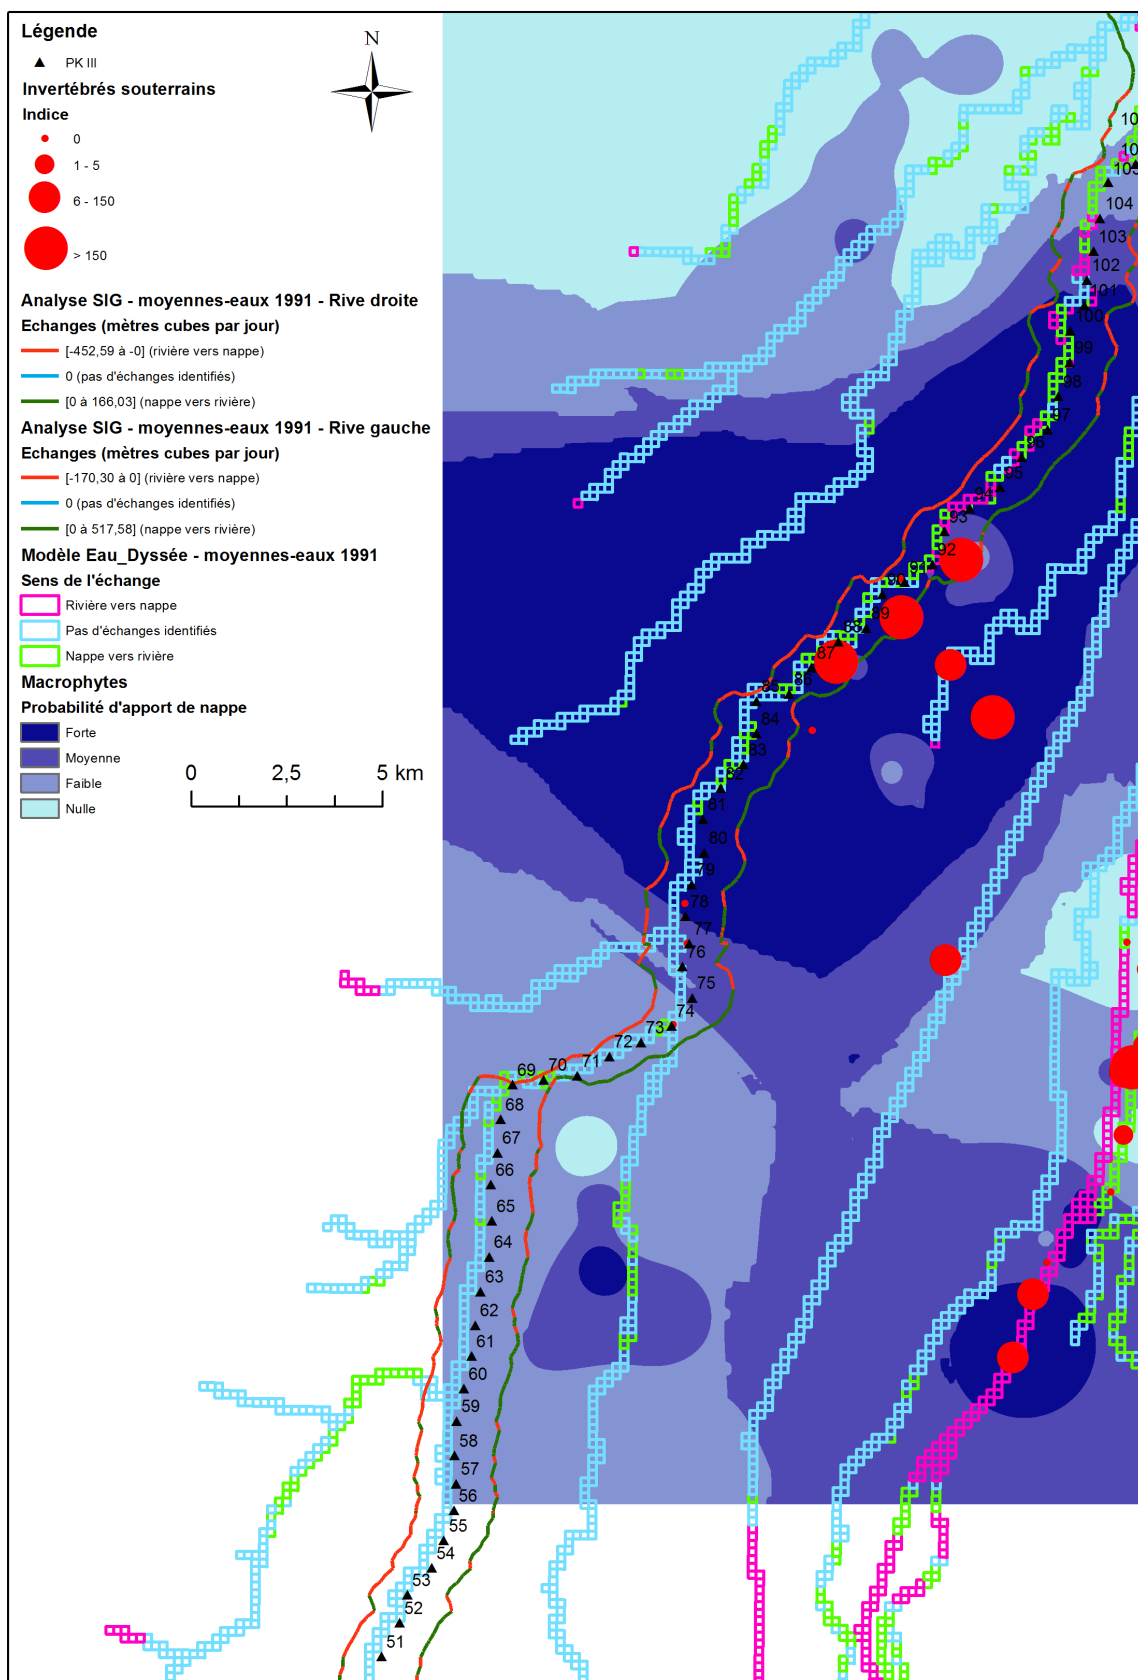 Légende
PK III
Invertébrés souterrains
Indice
0
1 - 5
6 - 150
> 150
Analyse SIG - moyennes-eaux 1991 - Rive droite
Echanges (mètres cubes par jour)
[-452,59 à -0] (rivière vers nappe)
0 (pas d'échanges identifiés)
[0 à 166,03] (nappe vers rivière)
Analyse SIG - moyennes-eaux 1991 - Rive gauche
Echanges (mètres cubes par jour)
[-170,30 à 0] (rivière vers nappe)
0 (pas d'échanges identifiés)
[0 à 517,58] (nappe vers rivière)
Modèle Eau_Dyssée - moyennes-eaux 1991
Sens de l'échange
Rivière vers nappe
Pas d'échanges identifiés
Nappe vers rivière
Macrophytes
Probabilité d'apport de nappe
Forte
Moyenne
Faible
Nulle
0 2,5 5 km
N
105
104
103
102
101
100
99
98
97
96
95
94
93
92
91
90
89
88
87
86
85
84
83
82
81
80
79
78
77
76
75
74
73
72
71
70
69
68
67
66
65
64
63
62
61
60
59
58
57
56
55
54
53
52
51